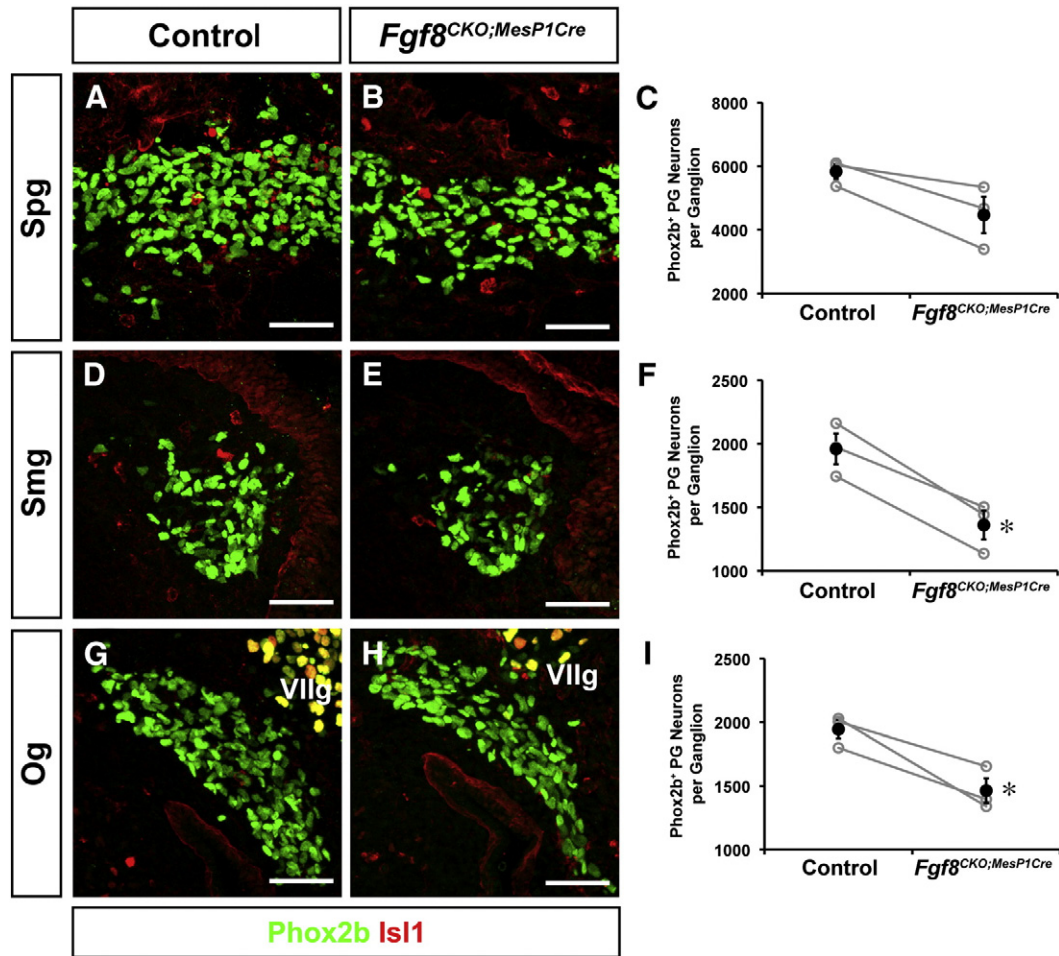 Control
Fgf8CKO;MesP1Cre
Spg
A
B
C
8000
6000
4000
2000
Phox2b+ PG Neurons
per Ganglion
Control
Fgf8CKO;MesP1Cre
Smg
D
E
F
2500
2000
1500
1000
Phox2b+ PG Neurons
per Ganglion
*
Control
Fgf8CKO;MesP1Cre
Og
G
VIIg
H
VIIg
I
2500
2000
1500
1000
Phox2b+ PG Neurons
per Ganglion
*
Control
Fgf8CKO;MesP1Cre
Phox2b Isl1